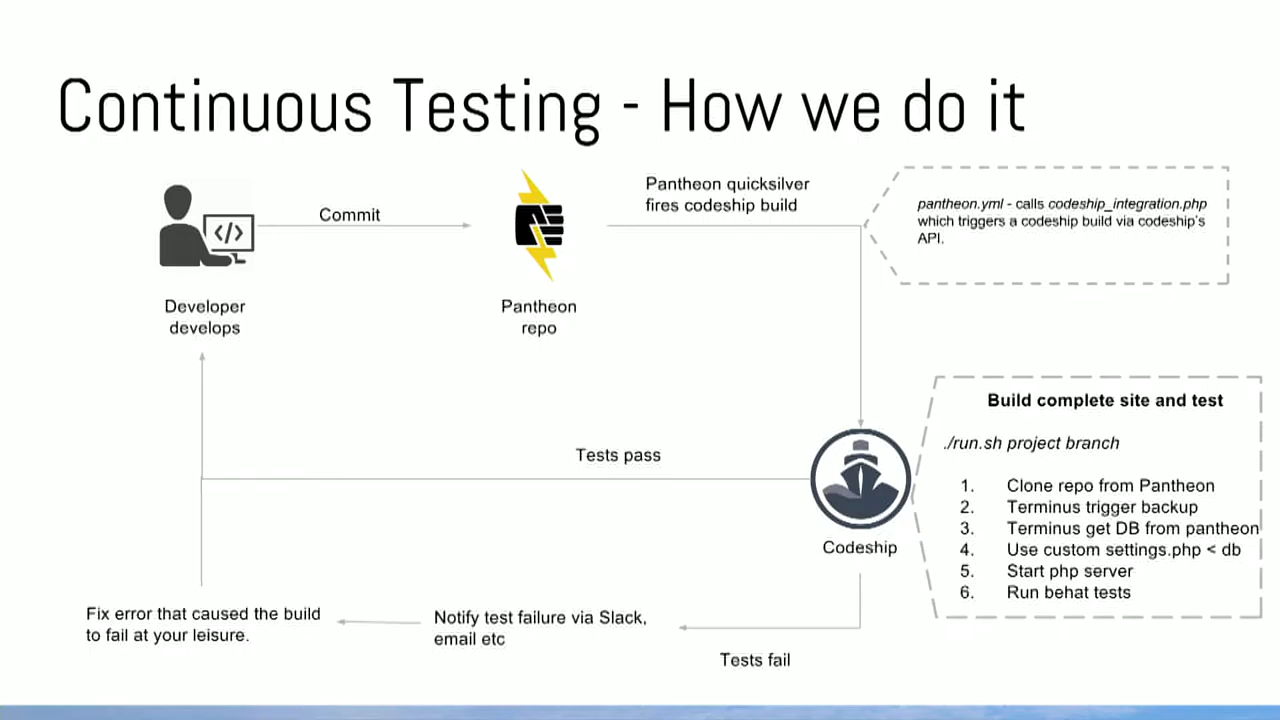 Continuous Testing - How we do it
Commit
Pantheon quicksilver
fires codeship build
pantheon.yml - calls codeship_integration.php
which triggers a codeship build via codeship's
API.
</>
Developer
develops
Pantheon
repo
Build complete site and test
./run.sh project branch
1. Clone repo from Pantheon
2. Terminus trigger backup
3. Terminus get DB from pantheon
4. Use custom settings.php < db
5. Start php server
6. Run behat tests
Tests pass
Codeship
Fix error that caused the build
to fail at your leisure.
Notify test failure via Slack,
email etc
Tests fail